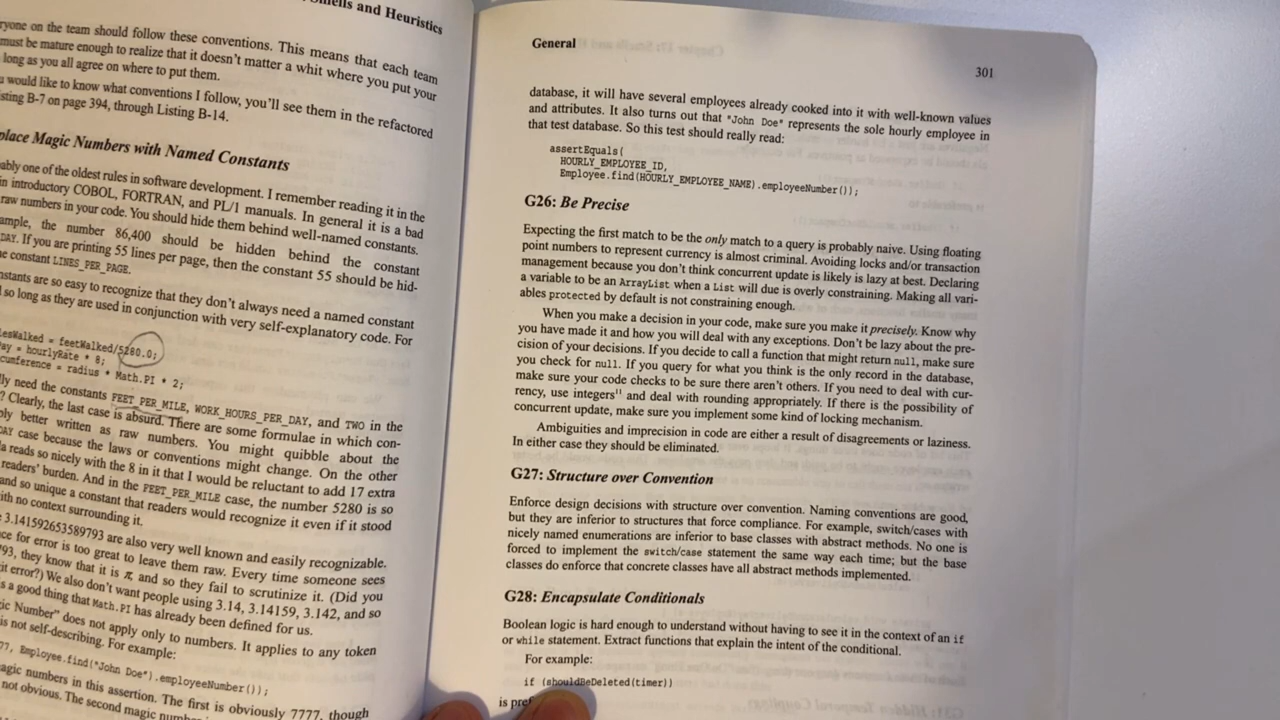 Smells and Heuristics
ryone on the team should follow these conventions. This means that each team
must be mature enough to realize that it doesn't matter a whit where you put your
long as you all agree on where to put them.
would like to know what conventions I follow, you'll see them in the refactored
sting B-7 on page 394, through Listing B-14.
place Magic Numbers with Named Constants
ably one of the oldest rules in software development. I remember reading it in the
in introductory COBOL, FORTRAN, and PL/1 manuals. In general it is a bad
raw numbers in your code. You should hide them behind well-named constants.
ample, the number 86,400 should be hidden behind the constant
DAY. If you are printing 55 lines per page, then the constant 55 should be hid-
e constant LINES_PER_PAGE.
nstants are so easy to recognize that they don't always need a named constant
so long as they are used in conjunction with very self-explanatory code. For
lesWalked = feetWalked/5280.0;
ay = hourlyRate * 8;
cumference = radius * Math.PI * 2;
lly need the constants FEET_PER_MILE, WORK_HOURS_PER_DAY, and TWO in the
? Clearly, the last case is absurd. There are some formulae in which con-
ply better written as raw numbers. You might quibble about the
DAY case because the laws or conventions might change. On the other
a reads so nicely with the 8 in it that I would be reluctant to add 17 extra
readers' burden. And in the FEET_PER_MILE case, the number 5280 is so
and so unique a constant that readers would recognize it even if it stood
ith no context surrounding it.
3.141592653589793 are also very well known and easily recognizable.
ce for error is too great to leave them raw. Every time someone sees
793, they know that it is π, and so they fail to scrutinize it. (Did you
it error?) We also don't want people using 3.14, 3.14159, 3.142, and so
s a good thing that Math.PI has already been defined for us.
ic Number" does not apply only to numbers. It applies to any token
is not self-describing. For example:
77, Employee.find("John Doe").employeeNumber());
agic numbers in this assertion. The first is obviously 7777, though
not obvious. The second magic number
General
301
database, it will have several employees already cooked into it with well-known values
and attributes. It also turns out that "John Doe" represents the sole hourly employee in
that test database. So this test should really read:
assertEquals(
HOURLY_EMPLOYEE_ID,
Employee.find(HOURLY_EMPLOYEE_NAME).employeeNumber());
G26: Be Precise
Expecting the first match to be the only match to a query is probably naive. Using floating
point numbers to represent currency is almost criminal. Avoiding locks and/or transaction
management because you don't think concurrent update is likely is lazy at best. Declaring
a variable to be an ArrayList when a List will due is overly constraining. Making all vari-
ables protected by default is not constraining enough.
When you make a decision in your code, make sure you make it precisely. Know why
you have made it and how you will deal with any exceptions. Don't be lazy about the pre-
cision of your decisions. If you decide to call a function that might return null, make sure
you check for null. If you query for what you think is the only record in the database,
make sure your code checks to be sure there aren't others. If you need to deal with cur-
rency, use integers11 and deal with rounding appropriately. If there is the possibility of
concurrent update, make sure you implement some kind of locking mechanism.
Ambiguities and imprecision in code are either a result of disagreements or laziness.
In either case they should be eliminated.
G27: Structure over Convention
Enforce design decisions with structure over convention. Naming conventions are good,
but they are inferior to structures that force compliance. For example, switch/cases with
nicely named enumerations are inferior to base classes with abstract methods. No one is
forced to implement the switch/case statement the same way each time; but the base
classes do enforce that concrete classes have all abstract methods implemented.
G28: Encapsulate Conditionals
Boolean logic is hard enough to understand without having to see it in the context of an if
or while statement. Extract functions that explain the intent of the conditional.
For example:
if (shouldBeDeleted(timer))
is pref